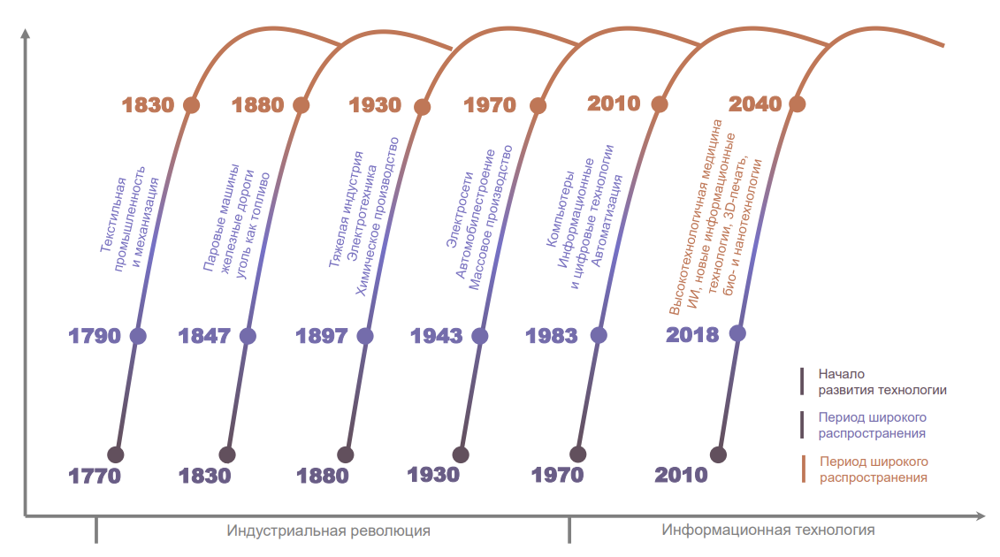 1830
1880
1930
1970
2010
2040
Текстильная
промышленность
и механизация
Паровые машины
железные дороги
уголь как топливо
Тяжелая индустрия
Электротехника
Химическое производство
Электросети
Автомобилестроение
Массовое производство
Компьютеры
Информационные
и цифровые технологии
Автоматизация
Высокотехнологичная медицина
ИИ, новые информационные
технологии, 3D-печать,
био- и нанотехнологии
1790
1847
1897
1943
1983
2018
1770
1830
1880
1930
1970
2010
Начало
развития технологии
Период широкого
распространения
Период широкого
распространения
Индустриальная революция
Информационная технология